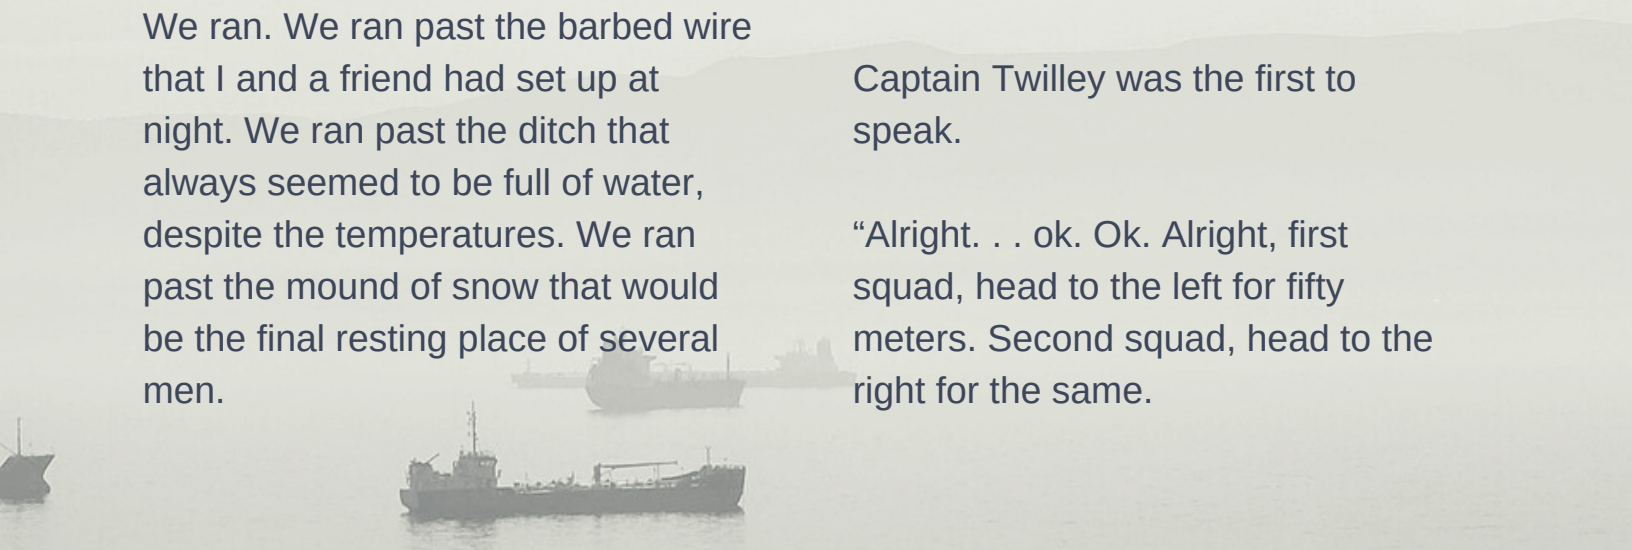 We ran. We ran past the barbed wire
that I and a friend had set up at
night. We ran past the ditch that
always seemed to be full of water,
despite the temperatures. We ran
past the mound of snow that would
be the final resting place of several
men.
Captain Twilley was the first to
speak.
“Alright. . . ok. Ok. Alright, first
squad, head to the left for fifty
meters. Second squad, head to the
right for the same.